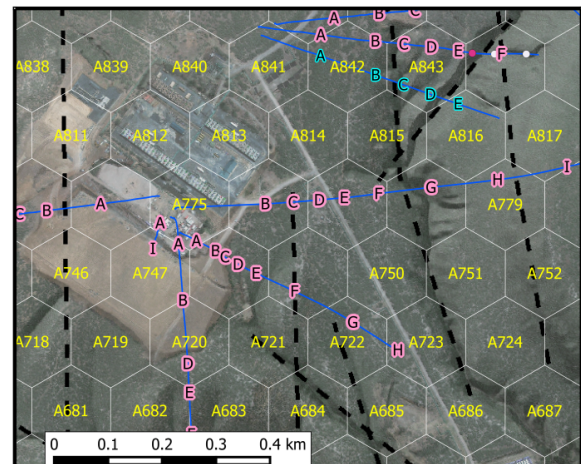 A B C
A B C D E F
A838 A839 A840 A841 A842 A843
A B C D E
A811 A812 A813 A814 A815 A816 A817
C B A A775 B C D E F G H I
A779
A A A B C D E F G H
I
A746 A747 A750 A751 A752
B
A718 A719 A720 A721 A722 A723 A724
D
E
A681 A682 A683 A684 A685 A686 A687
0 0.1 0.2 0.3 0.4 km